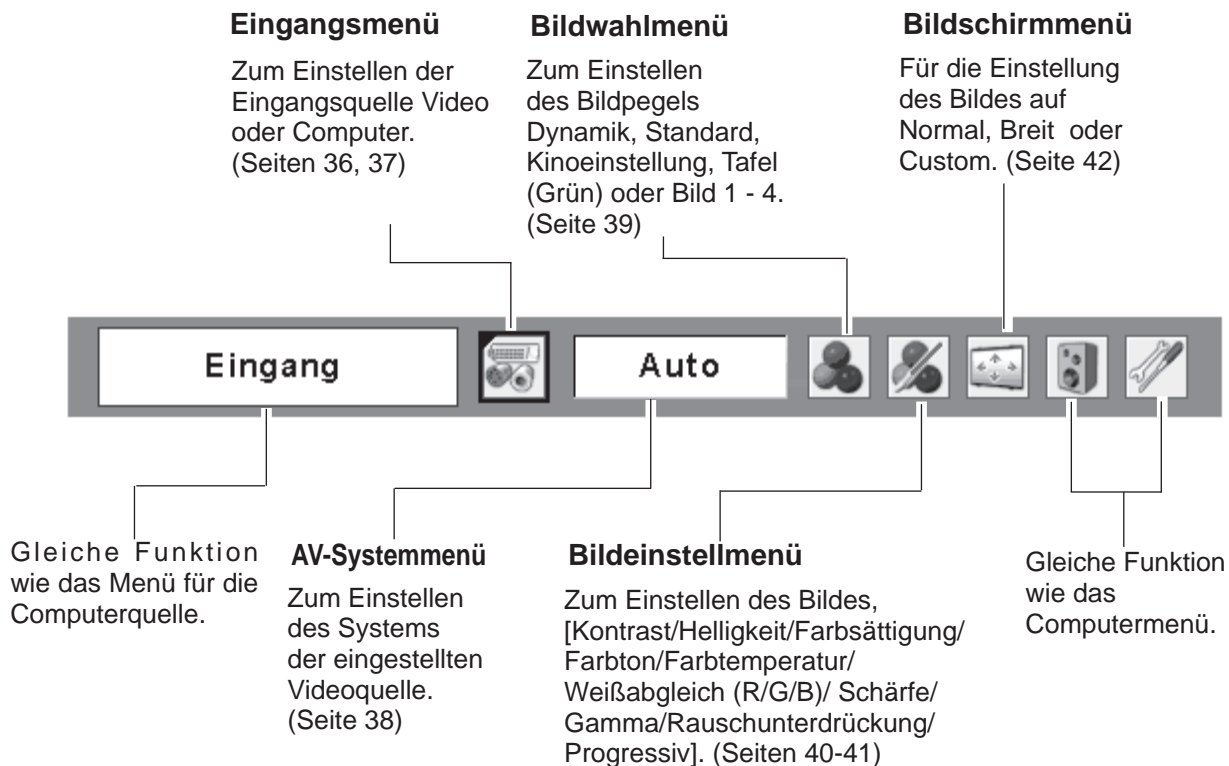 Eingangsmenü
Zum Einstellen der
Eingangsquelle Video
oder Computer.
(Seiten 36, 37)
Bildwahlmenü
Zum Einstellen
des Bildpegels
Dynamik, Standard,
Kinoeinstellung, Tafel
(Grün) oder Bild 1 - 4.
(Seite 39)
Bildschirmmenü
Für die Einstellung
des Bildes auf
Normal, Breit oder
Custom. (Seite 42)
Eingang
Auto
Gleiche Funktion
wie das Menü für die
Computerquelle.
AV-Systemmenü
Zum Einstellen
des Systems
der eingestellten
Videoquelle.
(Seite 38)
Bildeinstellmenü
Zum Einstellen des Bildes,
[Kontrast/Helligkeit/Farbsättigung/
Farbton/Farbtemperatur/
Weißabgleich (R/G/B)/ Schärfe/
Gamma/Rauschunterdrückung/
Progressiv]. (Seiten 40-41)
Gleiche Funktion
wie das
Computermenü.